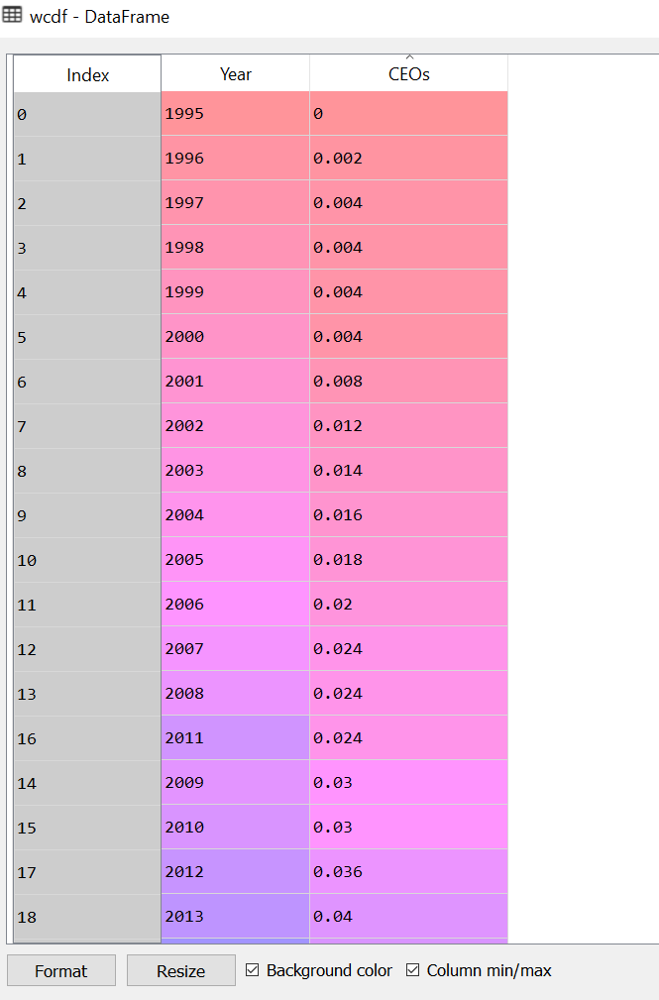 wcdf - DataFrame
Index Year CEOs
0 1995 0
1 1996 0.002
2 1997 0.004
3 1998 0.004
4 1999 0.004
5 2000 0.004
6 2001 0.008
7 2002 0.012
8 2003 0.014
9 2004 0.016
10 2005 0.018
11 2006 0.02
12 2007 0.024
13 2008 0.024
16 2011 0.024
14 2009 0.03
15 2010 0.03
17 2012 0.036
18 2013 0.04
Format Resize Background color Column min/max